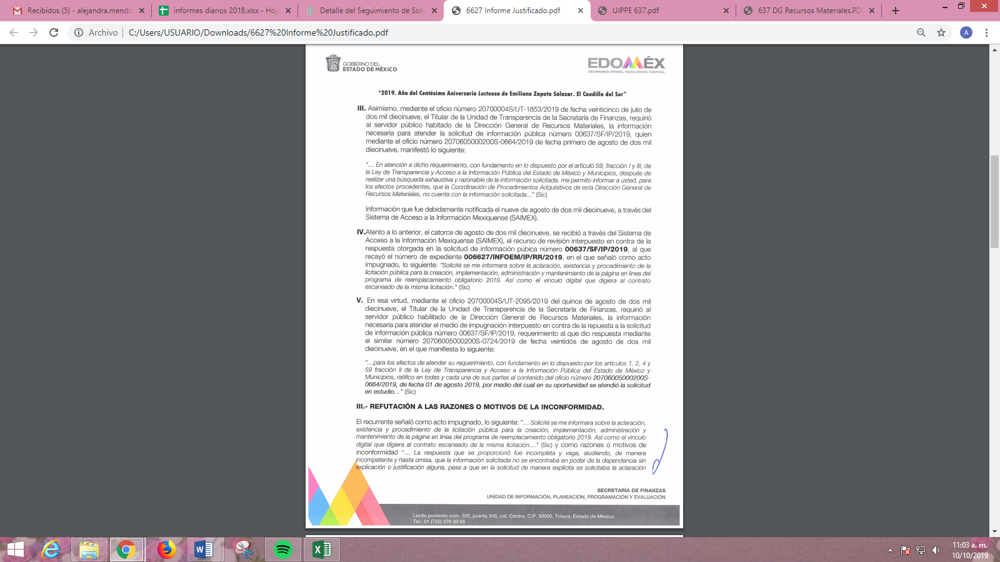 Recibidos (5) - alejandra.mendo
informes diarios 2018.xlsx - Hoja
Detalle del Seguimiento de Solic
6627 Informe Justificado.pdf
UIPPE 637.pdf
637 DG Recursos Materiales.PDF
Archivo
C:/Users/USUARIO/Downloads/6627%20Informe%20Justificado.pdf
A
GOBIERNO DEL
ESTADO DE MÉXICO
EDOMÉX
DECISIONES FIRMES, RESULTADOS FUERTES.
"2019. Año del Centésimo Aniversario Luctuoso de Emiliano Zapata Salazar. El Caudillo del Sur"
III. Asimismo, mediante el oficio número 20700004S/UT-1853/2019 de fecha veinticinco de julio de
dos mil diecinueve, el Titular de la Unidad de Transparencia de la Secretaría de Finanzas, requirió
al servidor público habitado de la Dirección General de Recursos Materiales, la información
necesaria para atender la solicitud de información pública número 00637/SF/IP/2019, quien
mediante el oficio número 2070605000200S-0664/2019 de fecha primero de agosto de dos mil
diecinueve, manifestó lo siguiente:
"… En atención a dicho requerimiento, con fundamento en lo dispuesto por el artículo 59, fracción I y III, de
la Ley de Transparencia y Acceso a la Información Pública del Estado de México y Municipios, después de
realizar una búsqueda exhaustiva y razonable de la información solicitada, me permito informar a usted, para
los efectos procedentes, que la Coordinación de Procedimientos Adquisitivos de esta Dirección General de
Recursos Materiales, no cuenta con la información solicitada..." (Sic)
Información que fue debidamente notificada el nueve de agosto de dos mil diecinueve, a través del
Sistema de Acceso a la Información Mexiquense (SAIMEX).
IV. Atento a lo anterior, el catorce de agosto de dos mil diecinueve, se recibió a través del Sistema de
Acceso a la Información Mexiquense (SAIMEX), el recurso de revisión interpuesto en contra de la
respuesta otorgada en la solicitud de información púbica número 00637/SF/IP/2019, al que
recayó el número de expediente 006627/INFOEM/IP/RR/2019, en el que señaló como acto
impugnado, lo siguiente: "Solicité se me informara sobre la aclaración, existencia y procedimiento de la
licitación pública para la creación, implementación, administración y mantenimiento de la página en línea del
programa de reemplacamiento obligatorio 2019. Así como el vinculo digital que digiera al contrato
escaneado de la misma licitación." (Sic)
V. En esa virtud, mediante el oficio 20700004S/UT-2095/2019 del quince de agosto de dos mil
diecinueve, el Titular de la Unidad de Transparencia de la Secretaría de Finanzas, requirió al
servidor público habilitado de la Dirección General de Recursos Materiales, la información
necesaria para atender el medio de impugnación interpuesto en contra de la repuesta a la solicitud
de información pública número 00637/SF/IP/2019, requerimiento al que dio respuesta mediante
el similar número 20706005000200S-0724/2019 de fecha veintidós de agosto de dos mil
diecinueve, en el que manifiesta lo siguiente:
"…para los efectos de atender su requerimiento, con fundamento en lo dispuesto por los artículos 1, 2, 4 y
59 fracción II de la Ley de Transparencia y Acceso a la Información Pública del Estado de México y
Municipios, ratifico en todas y cada una de sus partes el contenido del oficio número 20706005000200S-
0664/2019, de fecha 01 de agosto 2019, por medio del cual en su oportunidad se atendió la solicitud
en estudio…" (Sic)
III.- REFUTACIÓN A LAS RAZONES O MOTIVOS DE LA INCONFORMIDAD.
El recurrente señaló como acto impugnado, lo siguiente: "… Solicité se me informara sobre la aclaración,
existencia y procedimiento de la licitación pública para la creación, implementación, administración y
mantenimiento de la página en línea del programa de reemplacamiento obligatorio 2019. Así como el vinculo
digital que digiera al contrato escaneado de la misma licitación...." (Sic) y como razones o motivos de
inconformidad "… La respuesta que se proporcionó fue incompleta y vaga, aludiendo, de manera
incompetente y hasta omisa, que la información solicitada no se encontraba en poder de la dependencia sin
explicación o justificación alguna, pese a que en la solicitud de manera explícita se solicitaba la aclaración
SECRETARÍA DE FINANZAS
UNIDAD DE INFORMACIÓN, PLANEACIÓN, PROGRAMACIÓN Y EVALUACIÓN
Lerdo poniente núm. 300, puerta 345, col. Centro, C.P. 50000, Toluca, Estado de México.
Tel.: 01 (722) 276 00 66
11:03 a. m.
10/10/2019